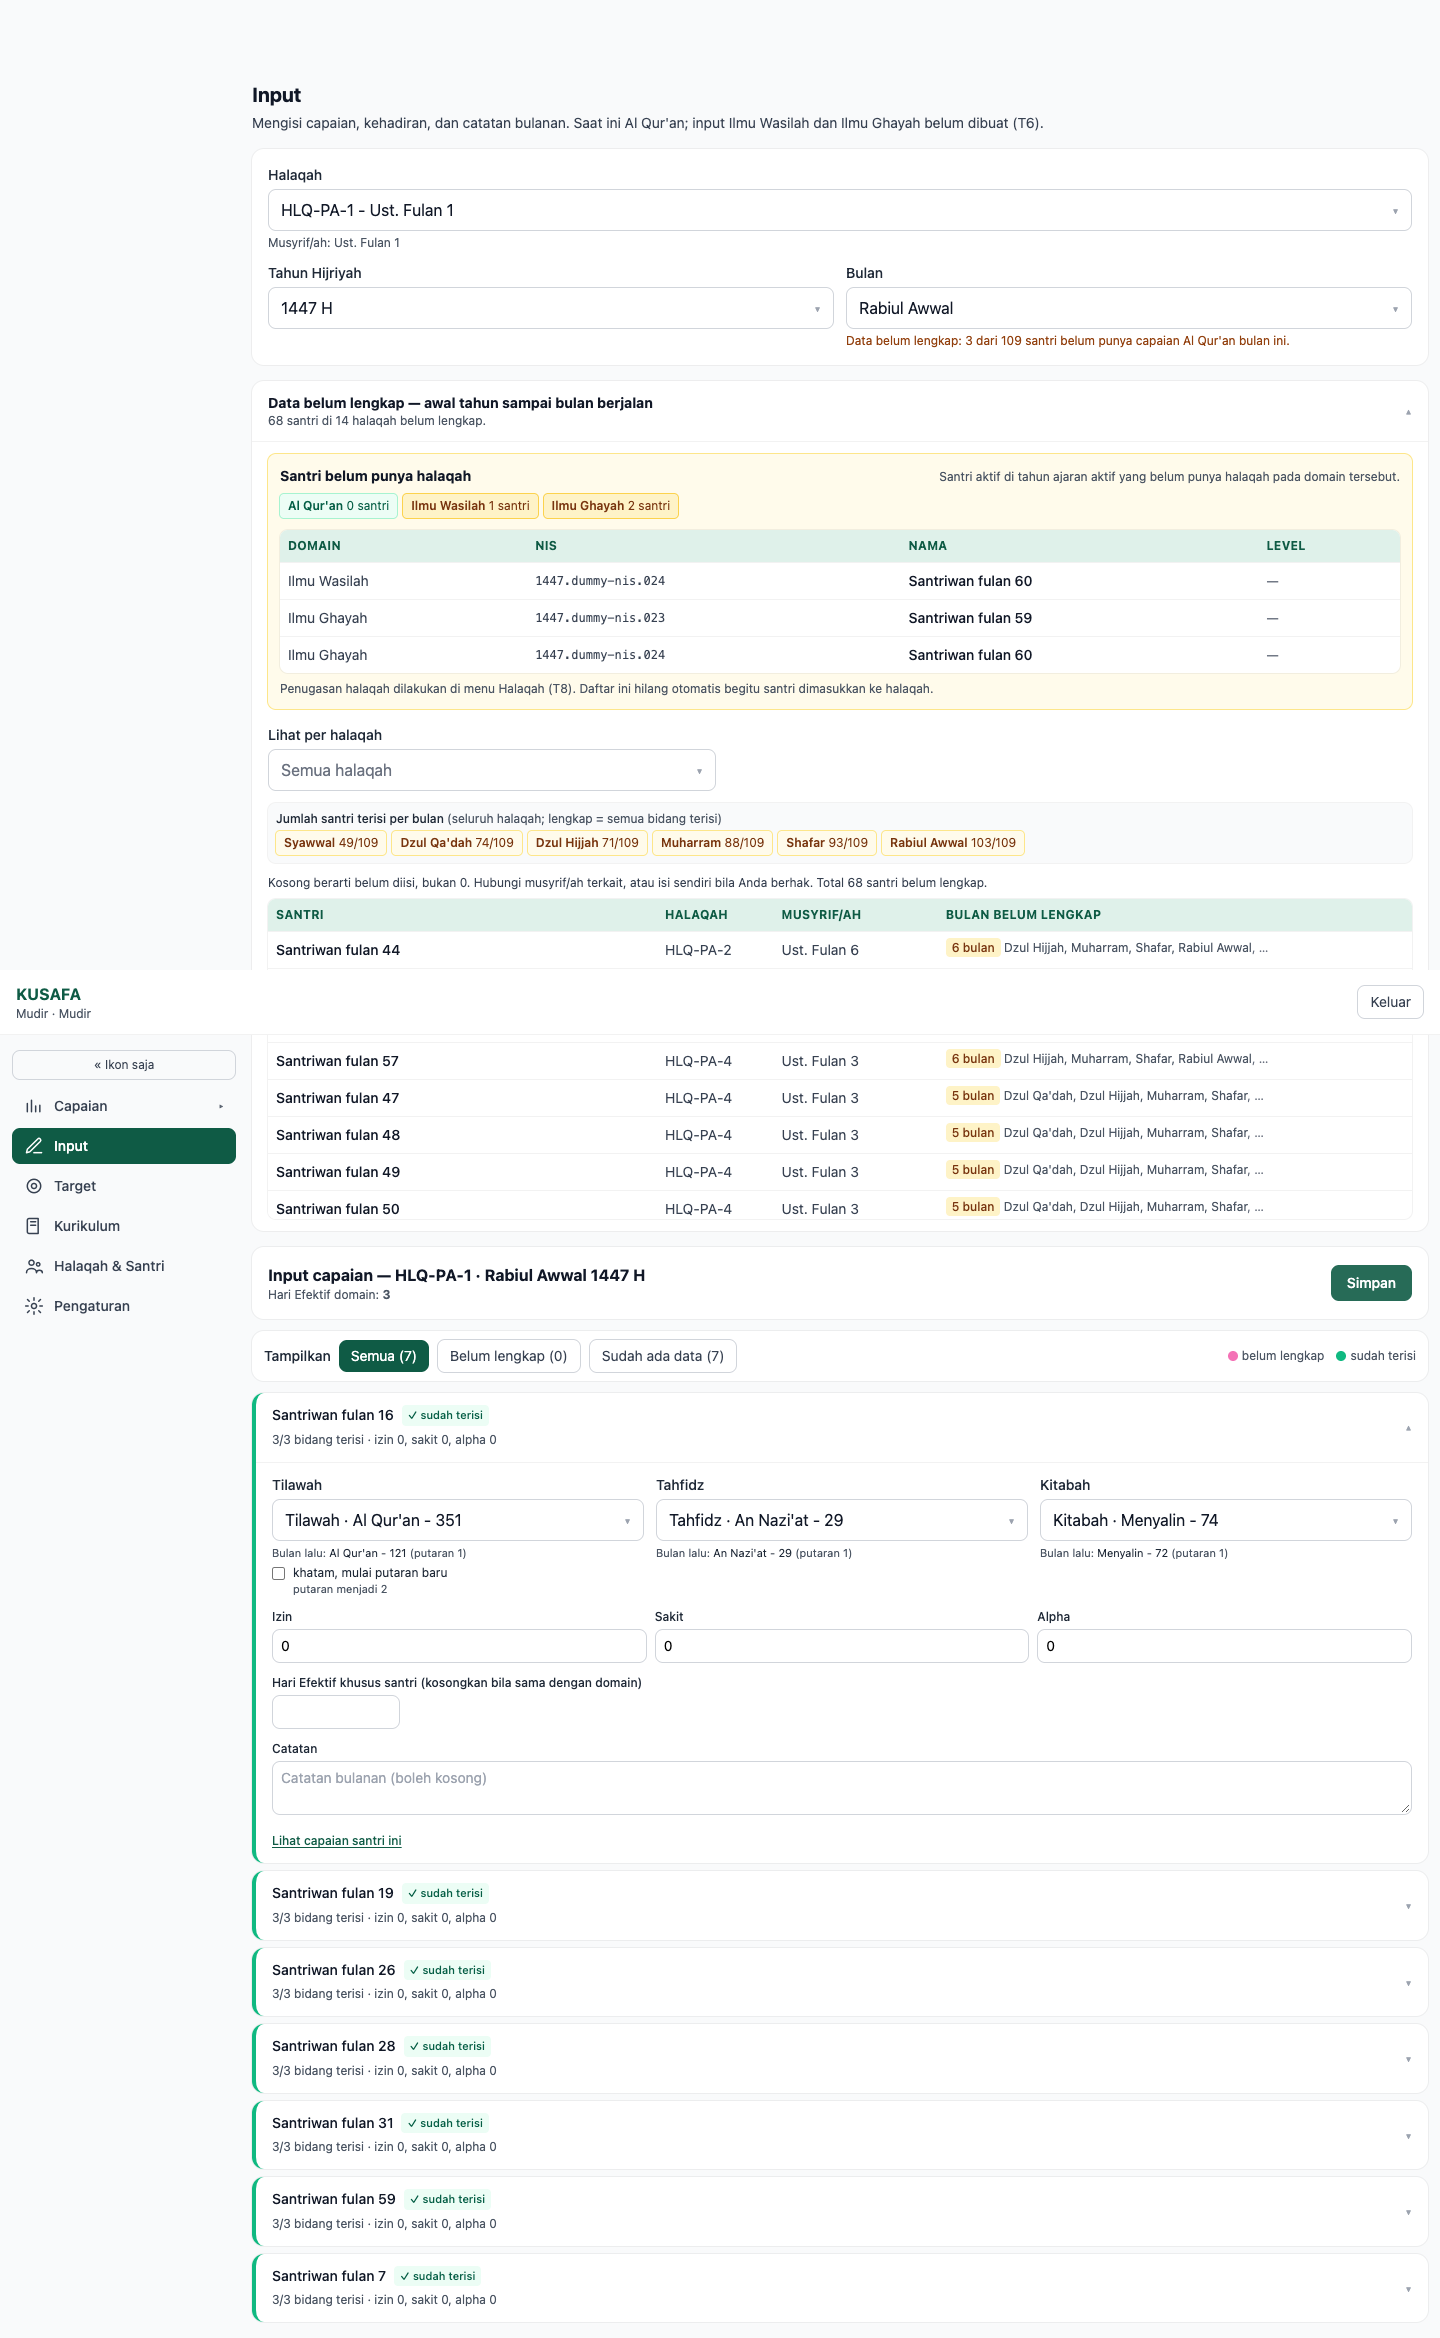 Input
Mengisi capaian, kehadiran, dan catatan bulanan. Saat ini Al Qur'an; input Ilmu Wasilah dan Ilmu Ghayah belum dibuat (T6).
Halaqah
HLQ-PA-1 - Ust. Fulan 1
Musyrif/ah: Ust. Fulan 1
Tahun Hijriyah
Bulan
1447 H
Rabiul Awwal
Data belum lengkap: 3 dari 109 santri belum punya capaian Al Qur'an bulan ini.
Data belum lengkap — awal tahun sampai bulan berjalan
68 santri di 14 halaqah belum lengkap.
Santri belum punya halaqah
Santri aktif di tahun ajaran aktif yang belum punya halaqah pada domain tersebut.
Al Qur'an 0 santri
Ilmu Wasilah 1 santri
Ilmu Ghayah 2 santri
DOMAIN NIS NAMA LEVEL
Ilmu Wasilah 1447.dummy-nis.024 Santriwan fulan 60 —
Ilmu Ghayah 1447.dummy-nis.023 Santriwan fulan 59 —
Ilmu Ghayah 1447.dummy-nis.024 Santriwan fulan 60 —
Penugasan halaqah dilakukan di menu Halaqah (T8). Daftar ini hilang otomatis begitu santri dimasukkan ke halaqah.
Lihat per halaqah
Semua halaqah
Jumlah santri terisi per bulan (seluruh halaqah; lengkap = semua bidang terisi)
Syawwal 49/109
Dzul Qa'dah 74/109
Dzul Hijjah 71/109
Muharram 88/109
Shafar 93/109
Rabiul Awwal 103/109
Kosong berarti belum diisi, bukan 0. Hubungi musyrif/ah terkait, atau isi sendiri bila Anda berhak. Total 68 santri belum lengkap.
SANTRI HALAQAH MUSYRIF/AH BULAN BELUM LENGKAP
Santriwan fulan 44 HLQ-PA-2 Ust. Fulan 6 6 bulan Dzul Hijjah, Muharram, Shafar, Rabiul Awwal, ...
KUSAFA
Mudir · Mudir
Keluar
« Ikon saja
Capaian
Input
Target
Kurikulum
Halaqah & Santri
Pengaturan
Santriwan fulan 57 HLQ-PA-4 Ust. Fulan 3 6 bulan Dzul Hijjah, Muharram, Shafar, Rabiul Awwal, ...
Santriwan fulan 47 HLQ-PA-4 Ust. Fulan 3 5 bulan Dzul Qa'dah, Dzul Hijjah, Muharram, Shafar, ...
Santriwan fulan 48 HLQ-PA-4 Ust. Fulan 3 5 bulan Dzul Qa'dah, Dzul Hijjah, Muharram, Shafar, ...
Santriwan fulan 49 HLQ-PA-4 Ust. Fulan 3 5 bulan Dzul Qa'dah, Dzul Hijjah, Muharram, Shafar, ...
Santriwan fulan 50 HLQ-PA-4 Ust. Fulan 3 5 bulan Dzul Qa'dah, Dzul Hijjah, Muharram, Shafar, ...
Input capaian — HLQ-PA-1 · Rabiul Awwal 1447 H
Hari Efektif domain: 3
Simpan
Tampilkan
Semua (7)
Belum lengkap (0)
Sudah ada data (7)
belum lengkap
sudah terisi
Santriwan fulan 16 ✓ sudah terisi
3/3 bidang terisi · izin 0, sakit 0, alpha 0
Tilawah
Tahfidz
Kitabah
Tilawah · Al Qur'an - 351
Tahfidz · An Nazi'at - 29
Kitabah · Menyalin - 74
Bulan lalu: Al Qur'an - 121 (putaran 1)
Bulan lalu: An Nazi'at - 29 (putaran 1)
Bulan lalu: Menyalin - 72 (putaran 1)
khatam, mulai putaran baru
putaran menjadi 2
Izin
Sakit
Alpha
0
0
0
Hari Efektif khusus santri (kosongkan bila sama dengan domain)
Catatan
Catatan bulanan (boleh kosong)
Lihat capaian santri ini
Santriwan fulan 19 ✓ sudah terisi
3/3 bidang terisi · izin 0, sakit 0, alpha 0
Santriwan fulan 26 ✓ sudah terisi
3/3 bidang terisi · izin 0, sakit 0, alpha 0
Santriwan fulan 28 ✓ sudah terisi
3/3 bidang terisi · izin 0, sakit 0, alpha 0
Santriwan fulan 31 ✓ sudah terisi
3/3 bidang terisi · izin 0, sakit 0, alpha 0
Santriwan fulan 59 ✓ sudah terisi
3/3 bidang terisi · izin 0, sakit 0, alpha 0
Santriwan fulan 7 ✓ sudah terisi
3/3 bidang terisi · izin 0, sakit 0, alpha 0